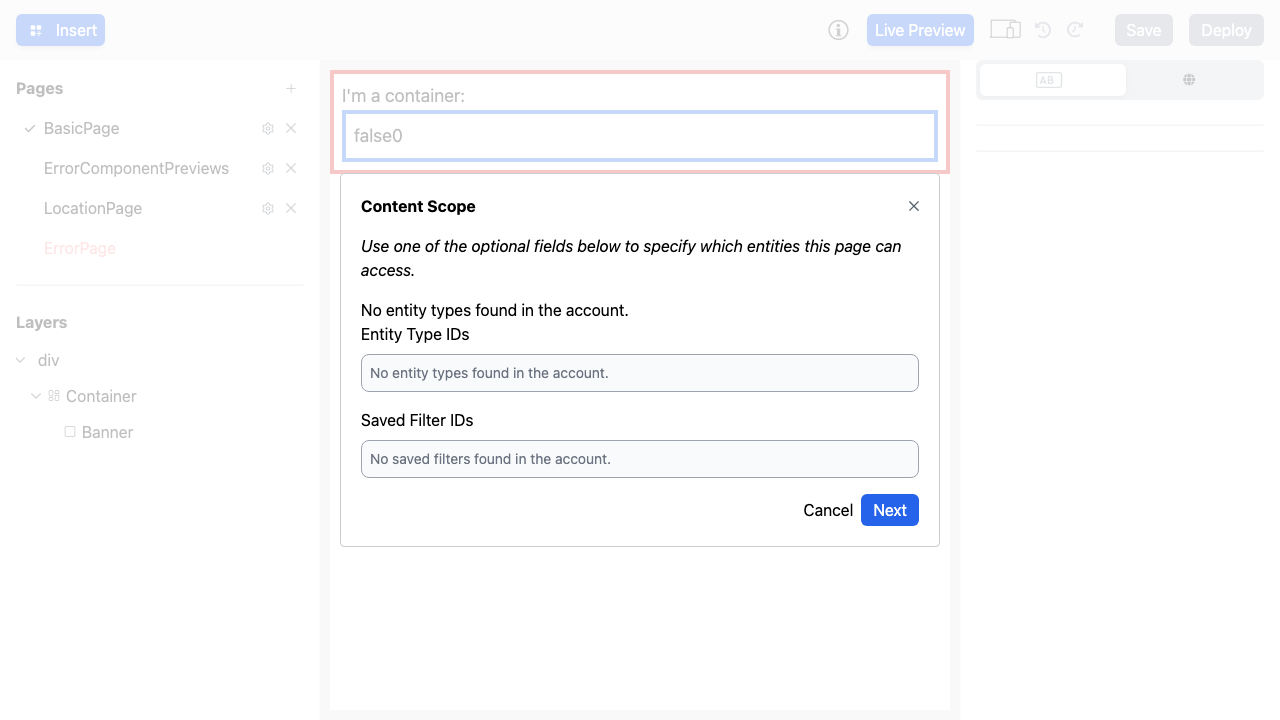 Insert
Live Preview
Save
Deploy
Pages
BasicPage
ErrorComponentPreviews
LocationPage
ErrorPage
Layers
div
Container
Banner
I'm a container:
false0
Content Scope
Use one of the optional fields below to specify which entities this page can
access.
No entity types found in the account.
Entity Type IDs
No entity types found in the account.
Saved Filter IDs
No saved filters found in the account.
Cancel
Next
AB